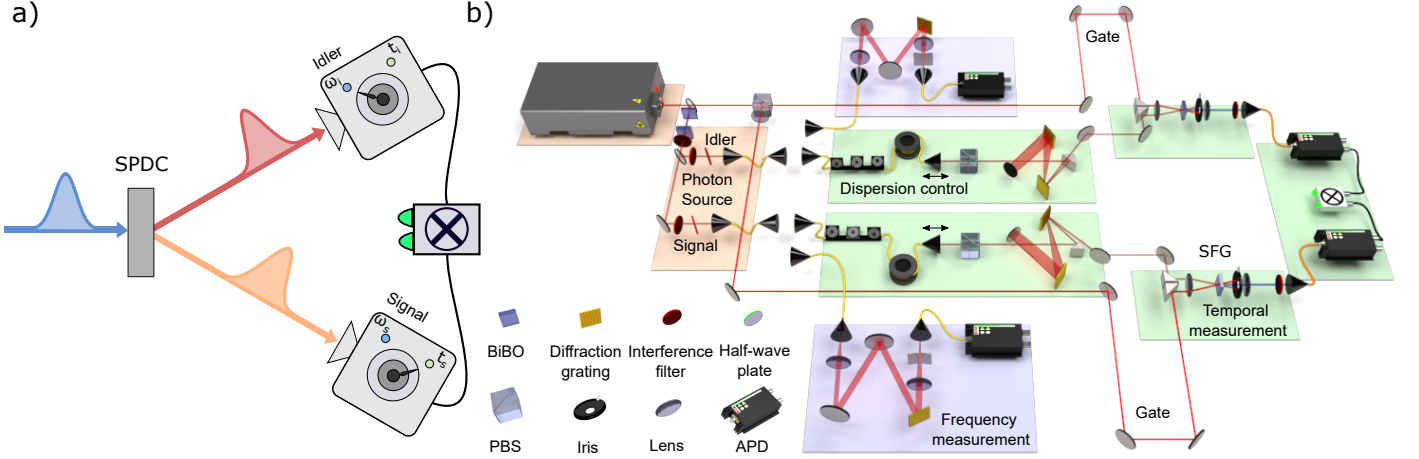 a)
Idler
ωi
ti
SPDC
Signal
ωs
ts
b)
Gate
Idler
Photon
Source
Signal
Dispersion control
SFG
Temporal
measurement
Frequency
measurement
Gate
BiBO
Diffraction
grating
Interference
filter
Half-wave
plate
PBS
Iris
Lens
APD